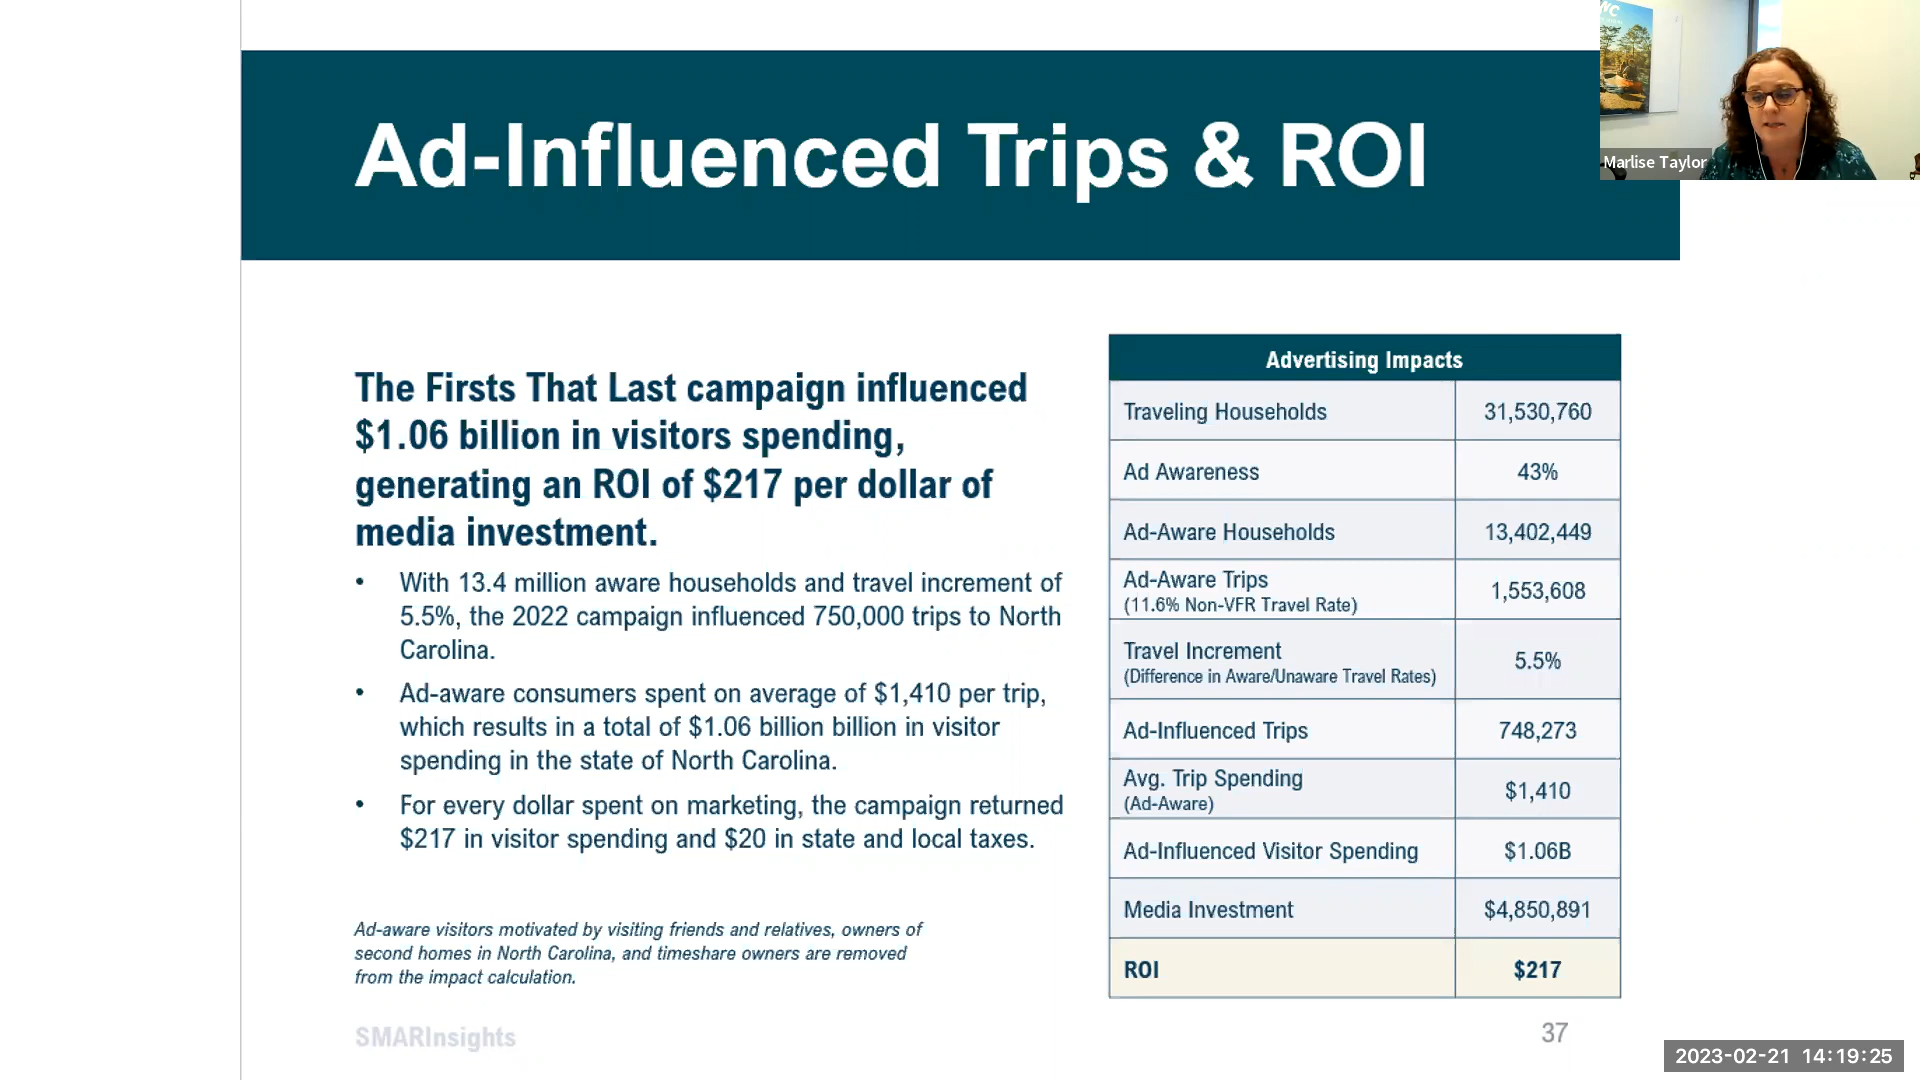 Ad-Influenced Trips & ROI
NC
Marlise Taylor
The Firsts That Last campaign influenced
$1.06 billion in visitors spending,
generating an ROI of $217 per dollar of
media investment.
• With 13.4 million aware households and travel increment of
5.5%, the 2022 campaign influenced 750,000 trips to North
Carolina.
• Ad-aware consumers spent on average of $1,410 per trip,
which results in a total of $1.06 billion billion in visitor
spending in the state of North Carolina.
• For every dollar spent on marketing, the campaign returned
$217 in visitor spending and $20 in state and local taxes.
Ad-aware visitors motivated by visiting friends and relatives, owners of
second homes in North Carolina, and timeshare owners are removed
from the impact calculation.
Advertising Impacts
Traveling Households 31,530,760
Ad Awareness 43%
Ad-Aware Households 13,402,449
Ad-Aware Trips
(11.6% Non-VFR Travel Rate) 1,553,608
Travel Increment
(Difference in Aware/Unaware Travel Rates) 5.5%
Ad-Influenced Trips 748,273
Avg. Trip Spending
(Ad-Aware) $1,410
Ad-Influenced Visitor Spending $1.06B
Media Investment $4,850,891
ROI $217
SMARInsights
37
2023-02-21 14:19:25